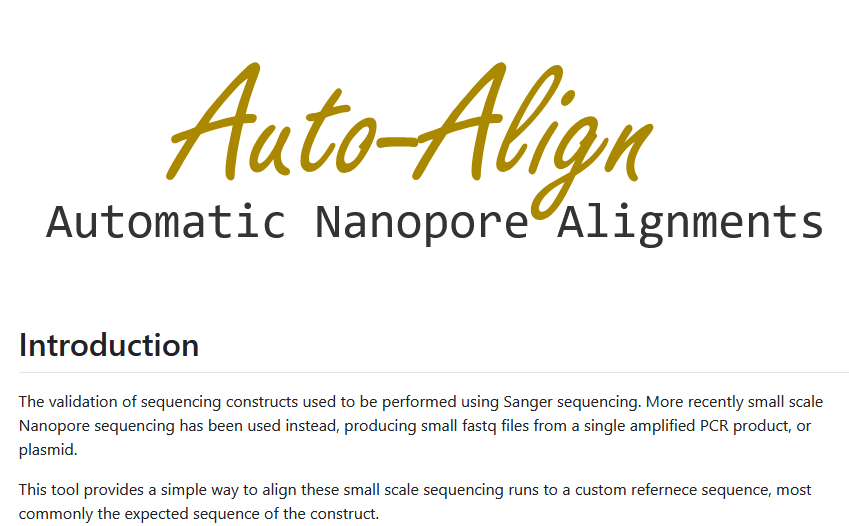 Auto-Align
Automatic Nanopore Alignments
Introduction
The validation of sequencing constructs used to be performed using Sanger sequencing. More recently small scale
Nanopore sequencing has been used instead, producing small fastq files from a single amplified PCR product, or
plasmid.
This tool provides a simple way to align these small scale sequencing runs to a custom refernece sequence, most
commonly the expected sequence of the construct.